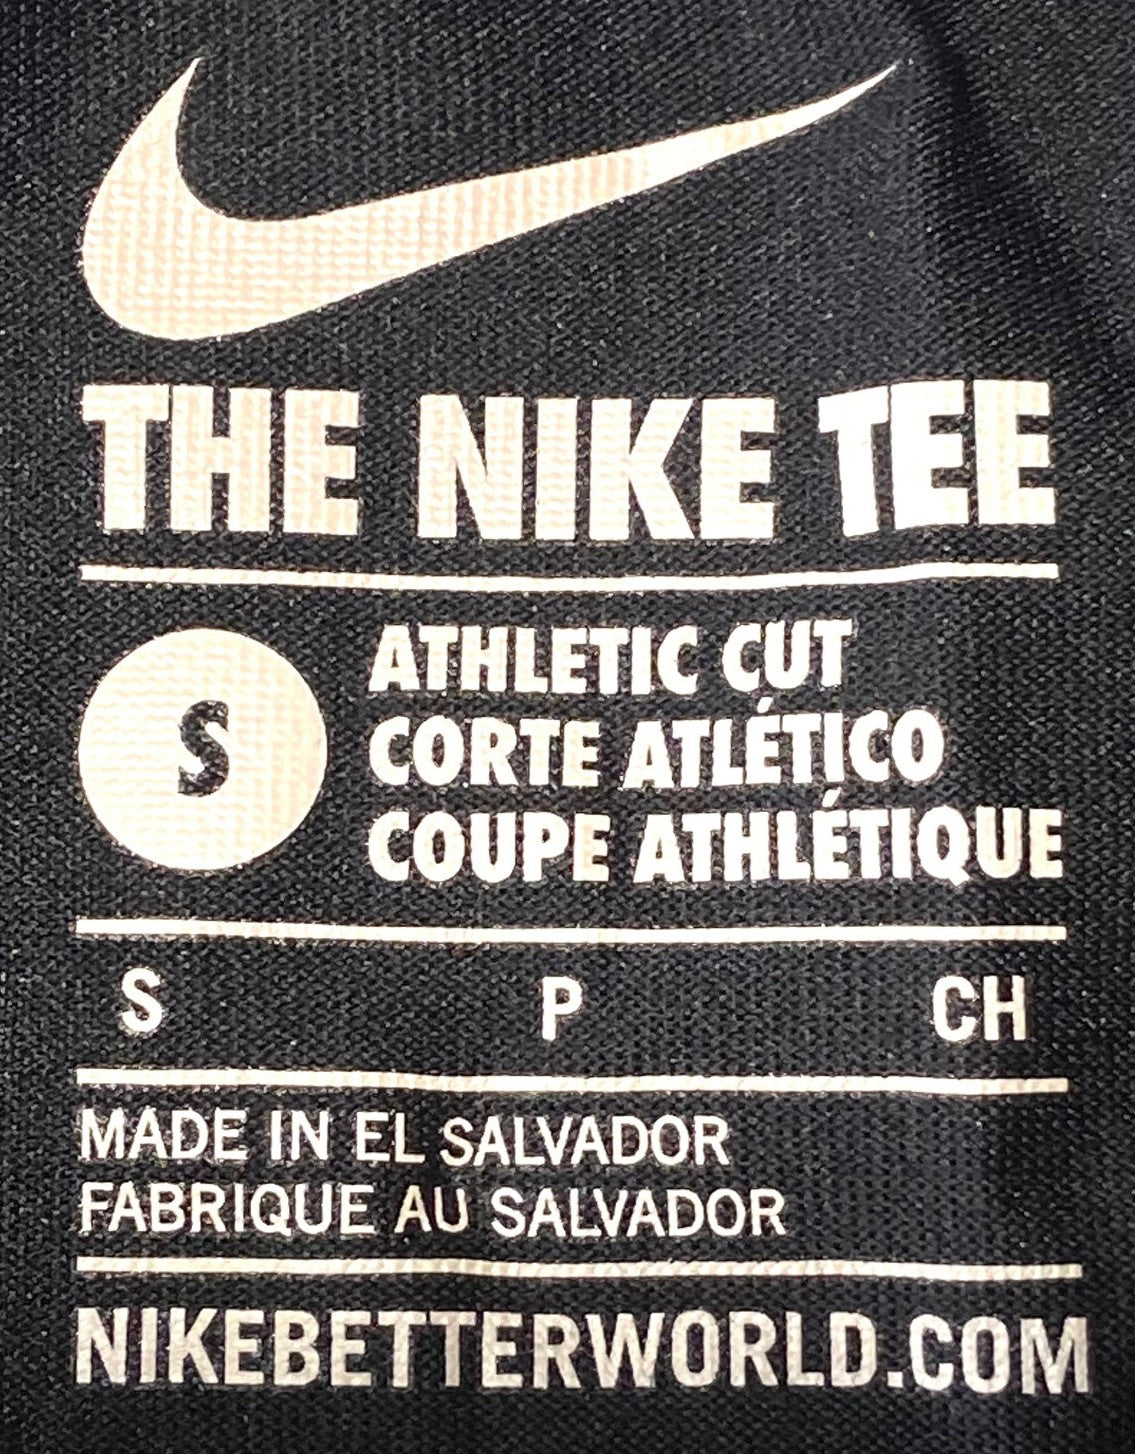 THE NIKE TEE
S
ATHLETIC CUT
CORTE ATLÉTICO
COUPE ATHLÉTIQUE
S P CH
MADE IN EL SALVADOR
FABRIQUE AU SALVADOR
NIKEBETTERWORLD.COM